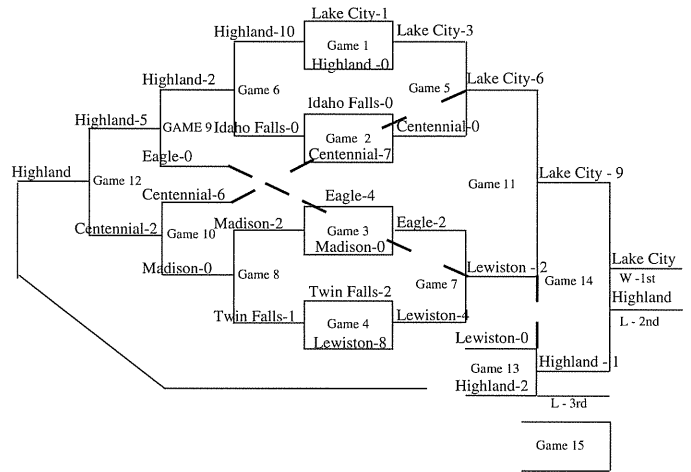 Lake City-1
Highland-10
Lake City-3
Game 1
Highland -0
Highland-2
Game 6
Game 5
Lake City-6
Idaho Falls-0
Highland-5
GAME 9
Idaho Falls-0
Game 2
Centennial-0
Eagle-0
Centennial-7
Highland
Game 12
Game 11
Lake City - 9
Centennial-6
Eagle-4
Centennial-2
Game 10
Madison-2
Game 3
Eagle-2
Madison-0
Lake City
Madison-0
Game 8
Game 7
Lewiston - 2
Game 14
W -1st
Twin Falls-2
Highland
Twin Falls-1
Game 4
Lewiston-4
L - 2nd
Lewiston-8
Lewiston-0
Game 13
Highland - 1
Highland-2
L - 3rd
Game 15